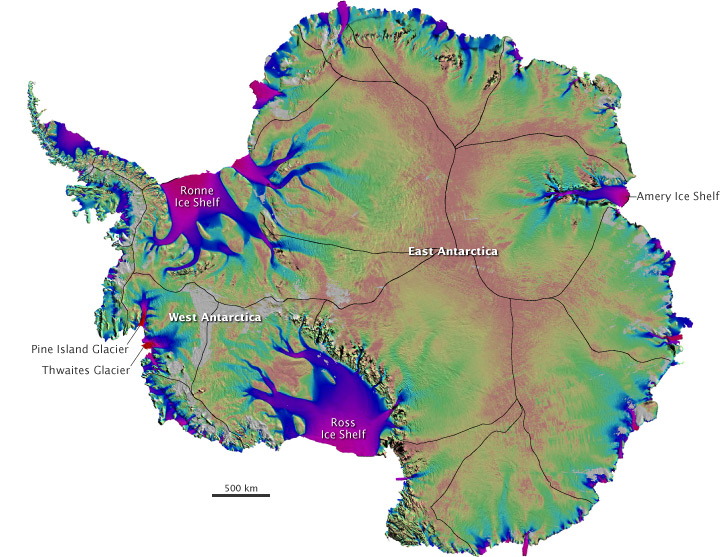 Ronne
Ice Shelf
Amery Ice Shelf
East Antarctica
West Antarctica
Pine Island Glacier
Thwaites Glacier
Ross
Ice Shelf
500 km